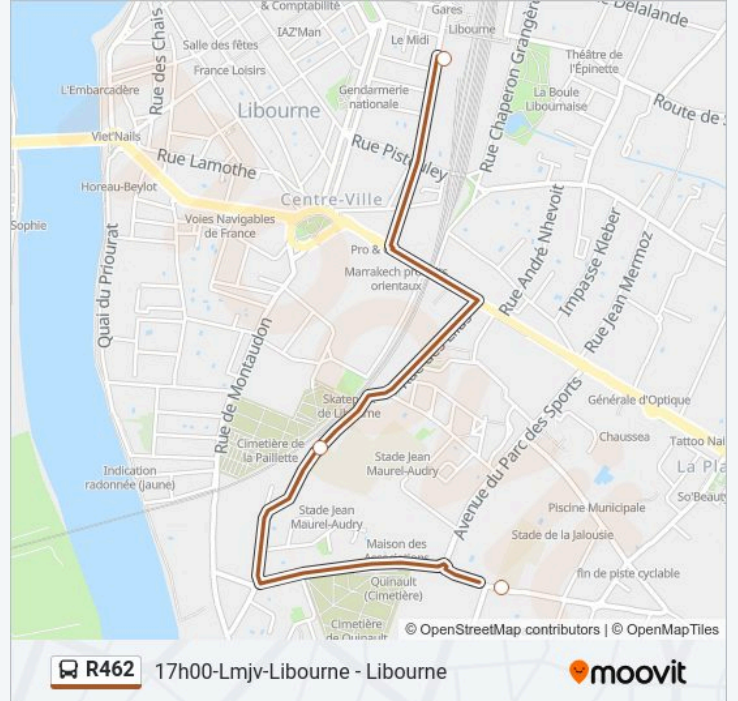 & Comptabilité
Gares
Libourne
Delalande
IAZ'Man
Le Midi
Salle des fêtes
France Loisirs
Rue des Chais
Rue Chaperon Grangère
Théâtre de
l'Épinette
L'Embarcadère
Gendarmerie
nationale
La Boule
Libournaise
Libourne
Route de
Viet'Nails
Rue Lamothe
Rue Pistouley
Horeau-Beylot
Centre-Ville
Voies Navigables
de France
Sophie
Quai du Priourat
Pro &
Marrakech
orientaux
Rue André Nhevoit
Impasse Kleber
Rue Jean Mermoz
Rue de Montaudon
Skatep
de Libourne
Générale d'Optique
Cimetière de
la Paillette
Stade Jean
Maurel-Audry
Avenue du Parc des Sports
Chaussea
Tattoo Nai
La Pla
Indication
radonnée (jaune)
So'Beauty
Stade Jean
Maurel-Audry
Piscine Municipale
Stade de la Jalousie
Maison des
Associations
fin de piste cyclable
Quinault
(Cimetière)
Cimetière
de Quinault
© OpenStreetMap contributors | © OpenMapTiles
R462 17h00-Lmjv-Libourne - Libourne
moovit